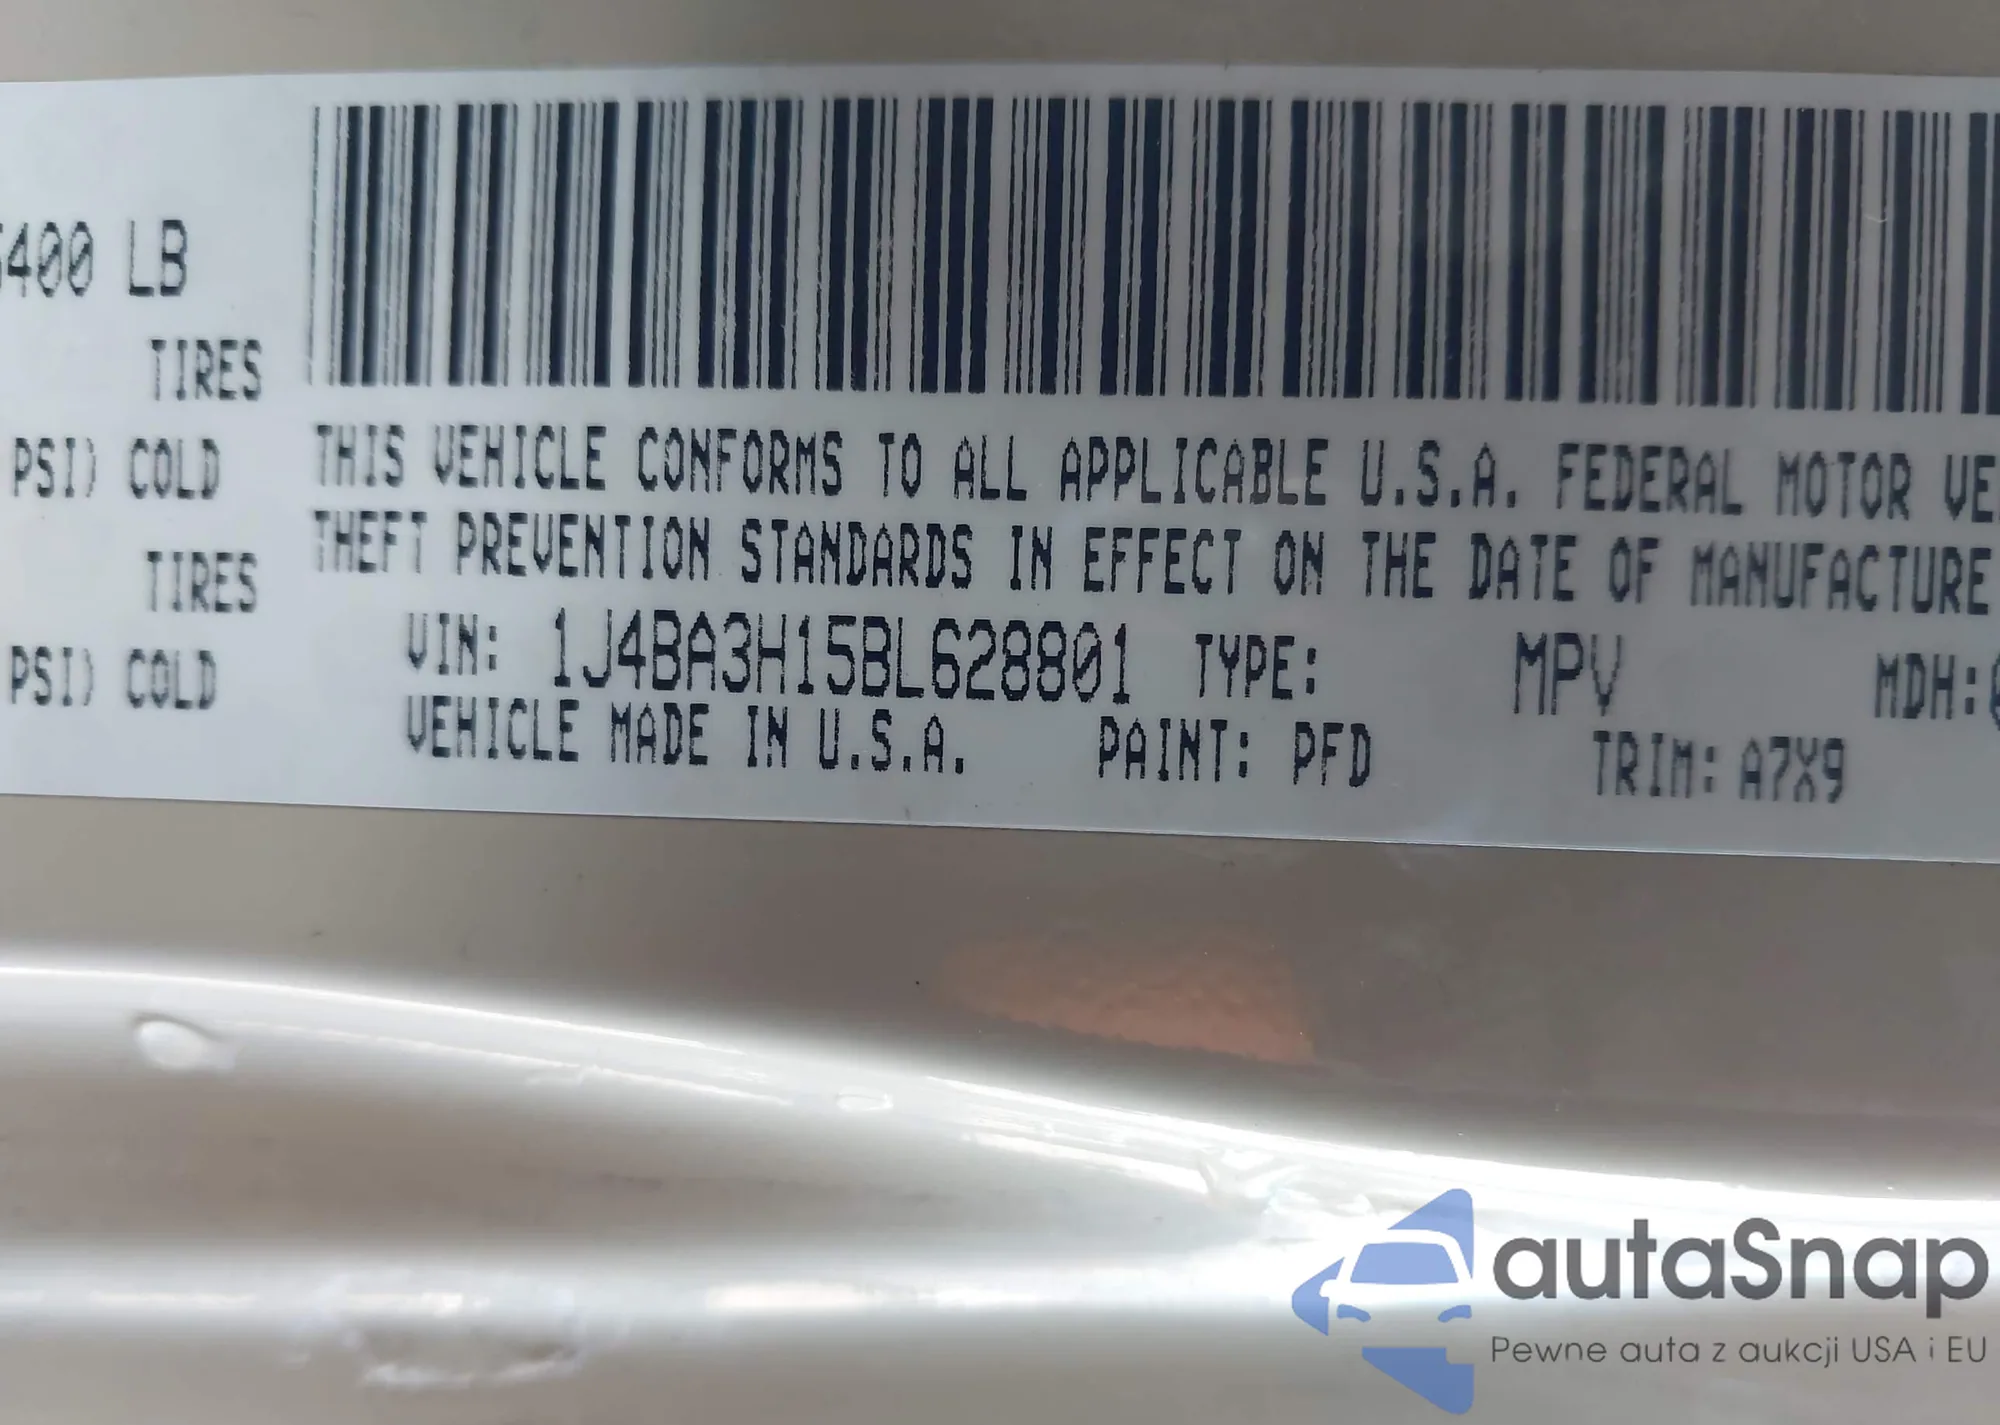 400 LB
TIRES
PSI) COLD
THIS VEHICLE CONFORMS TO ALL APPLICABLE U.S.A. FEDERAL MOTOR
THEFT PREVENTION STANDARDS IN EFFECT ON THE DATE OF MANUFACTURE
TIRES
VIN: 1J4BA3H15BL628801 TYPE: MPV MDH:
PSI) COLD
VEHICLE MADE IN U.S.A. PAINT: PFD TRIM: A7X9
autaSnap
Pewne auta z aukcji USA i EU